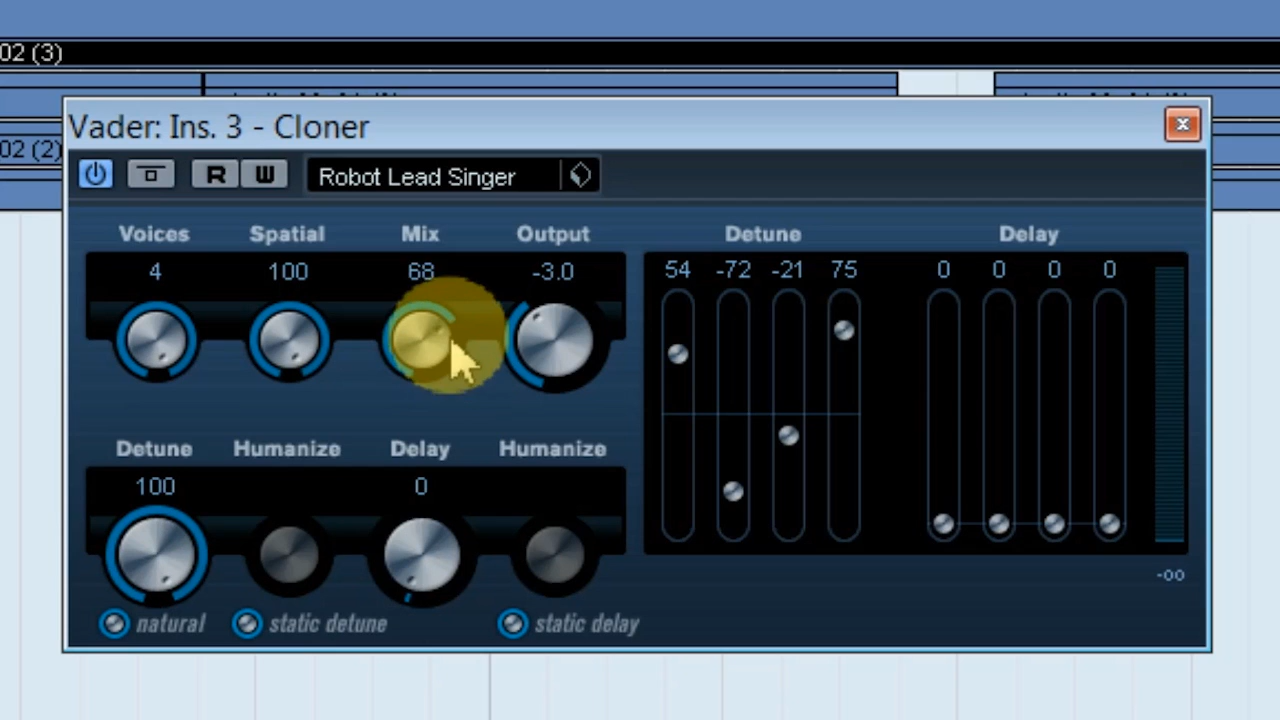 02 (3)
Vader: Ins. 3 - Cloner
02 (2)
R W Robot Lead Singer
Voices Spatial Mix Output Detune Delay
4 100 68 -3.0 54 -72 -21 75 0 0 0 0
Detune Humanize Delay Humanize
100 0
-oo
natural static detune static delay